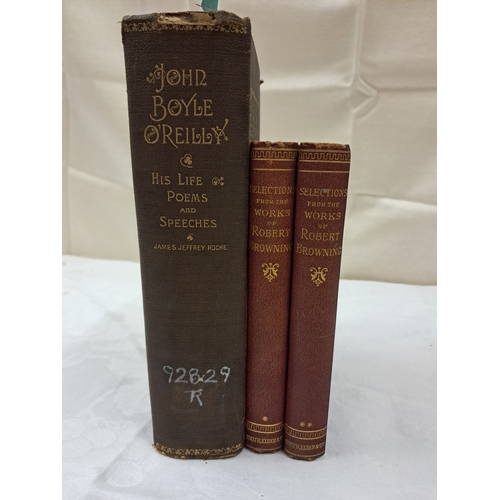 JOHN
BOYLE
O'REILLY
HIS LIFE
POEMS
AND
SPEECHES
JAMES JEFFREY ROCHE
928.29
R
SELECTIONS
FROM THE
WORKS
OF
ROBERT
BROWNING
SELECTIONS
FROM THE
WORKS
OF
ROBERT
BROWNING